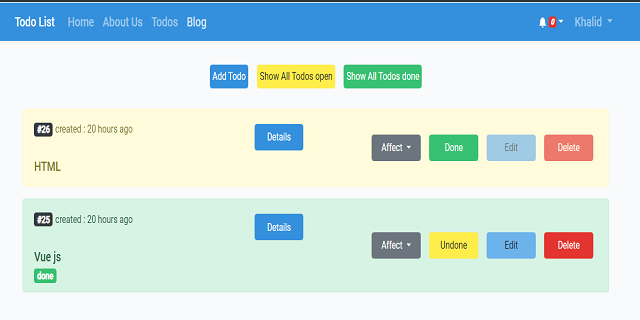 Todo List Home About Us Todos Blog 0 Khalid
Add Todo Show All Todos open Show All Todos done
#26 created : 20 hours ago
Details
Affect Done Edit Delete
HTML
#25 created : 20 hours ago
Details
Affect Undone Edit Delete
Vue js
done